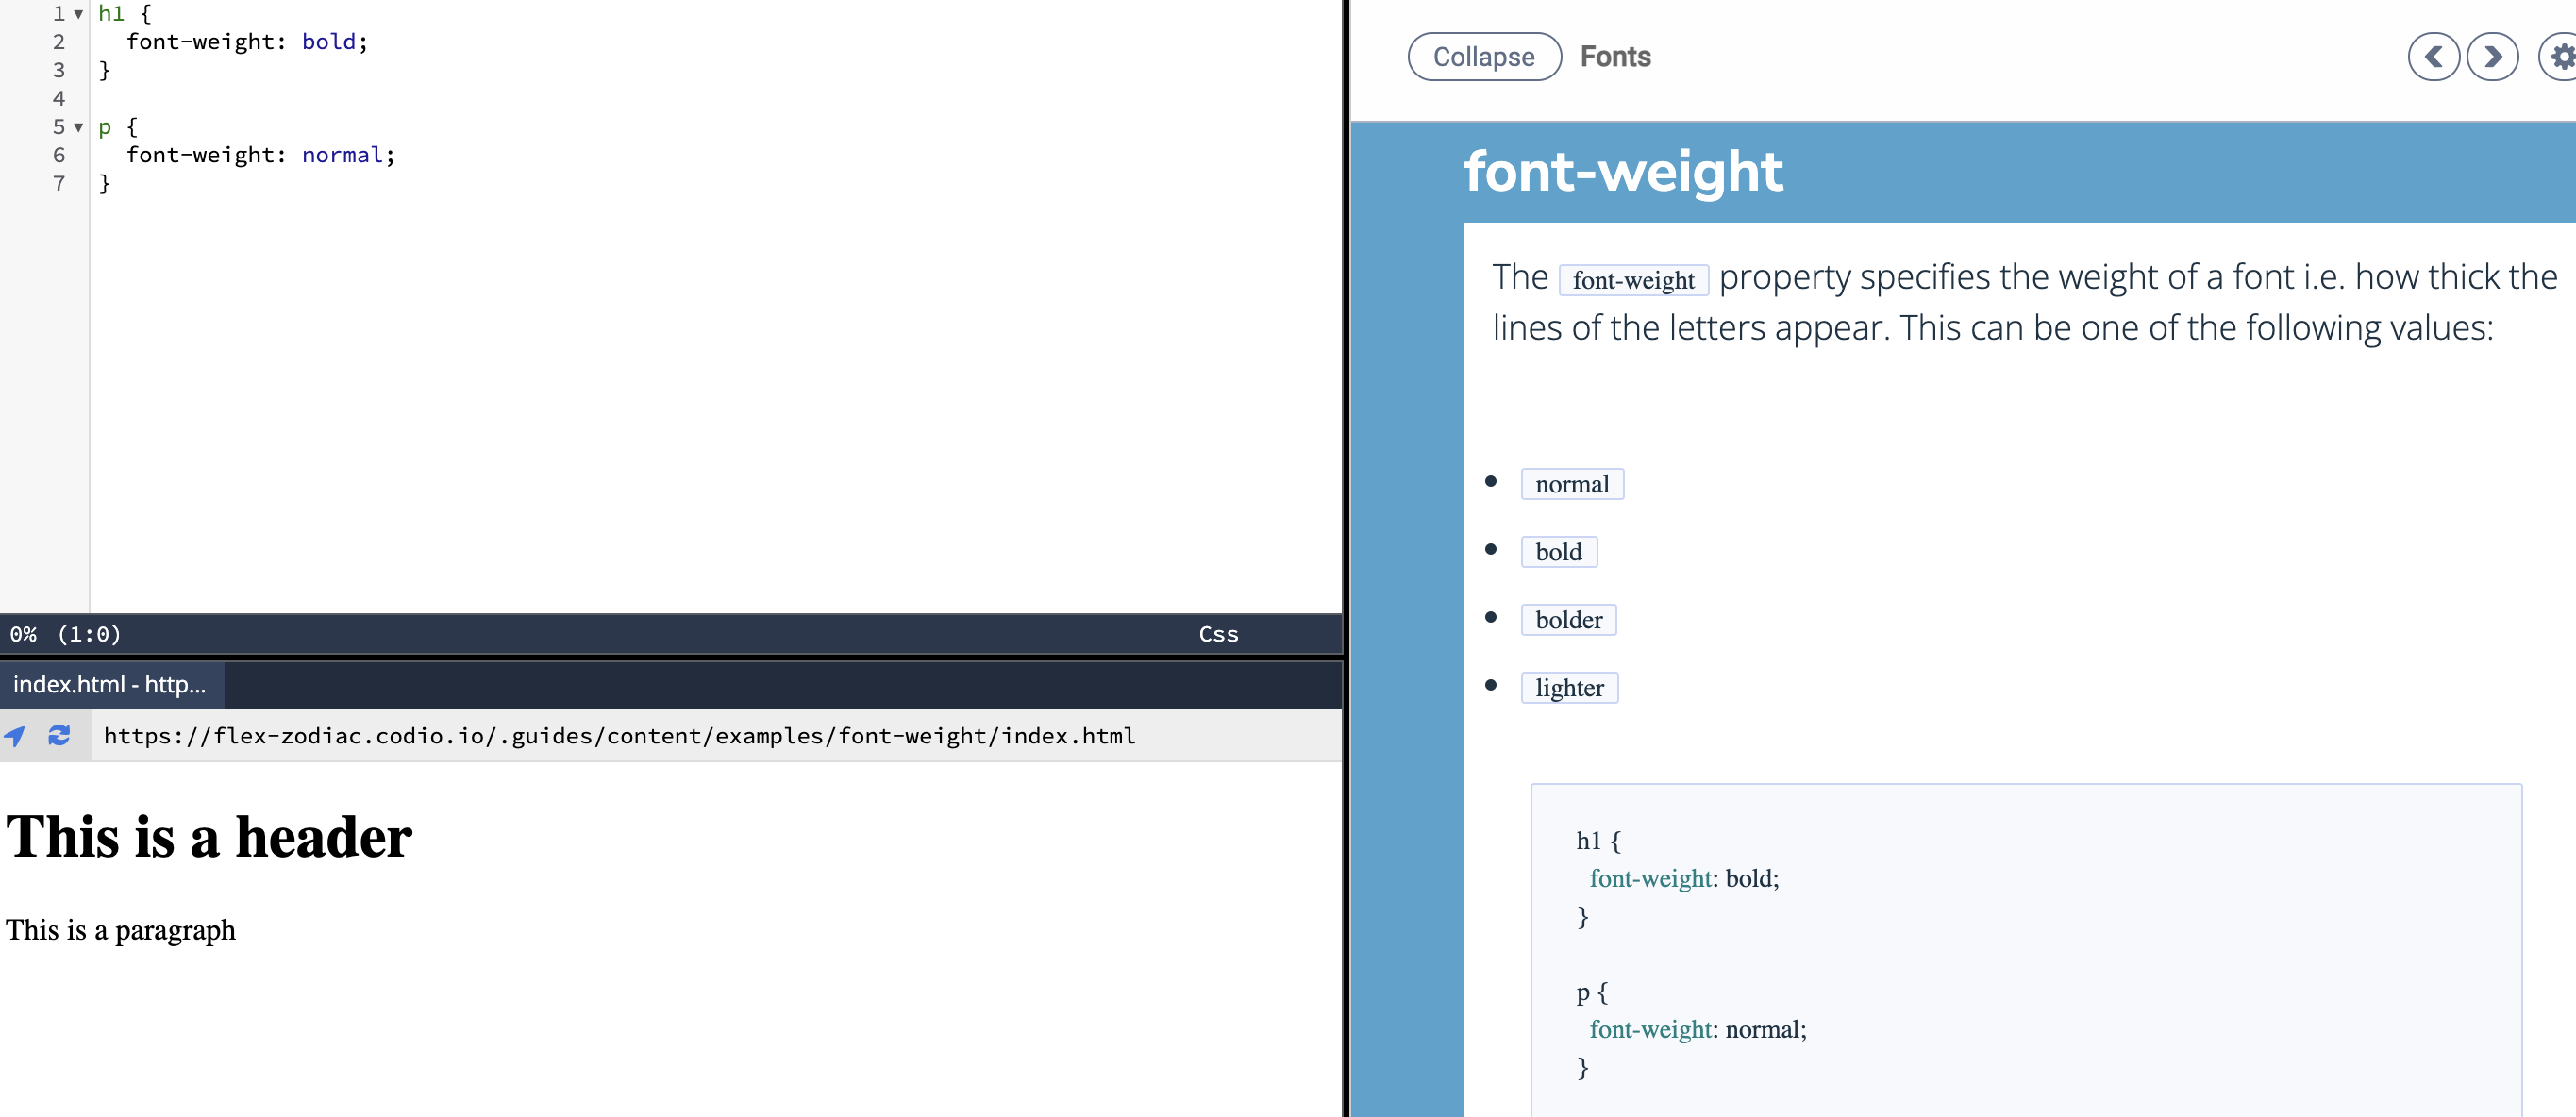 1 h1 {
2 font-weight: bold;
3 }
4
5 p {
6 font-weight: normal;
7 }
0% (1:0) Css
index.html - http...
https://flex-zodiac.codio.io/.guides/content/examples/font-weight/index.html
This is a header
This is a paragraph
Collapse Fonts
font-weight
The font-weight property specifies the weight of a font i.e. how thick the
lines of the letters appear. This can be one of the following values:
normal
bold
bolder
lighter
h1 {
font-weight: bold;
}
p {
font-weight: normal;
}